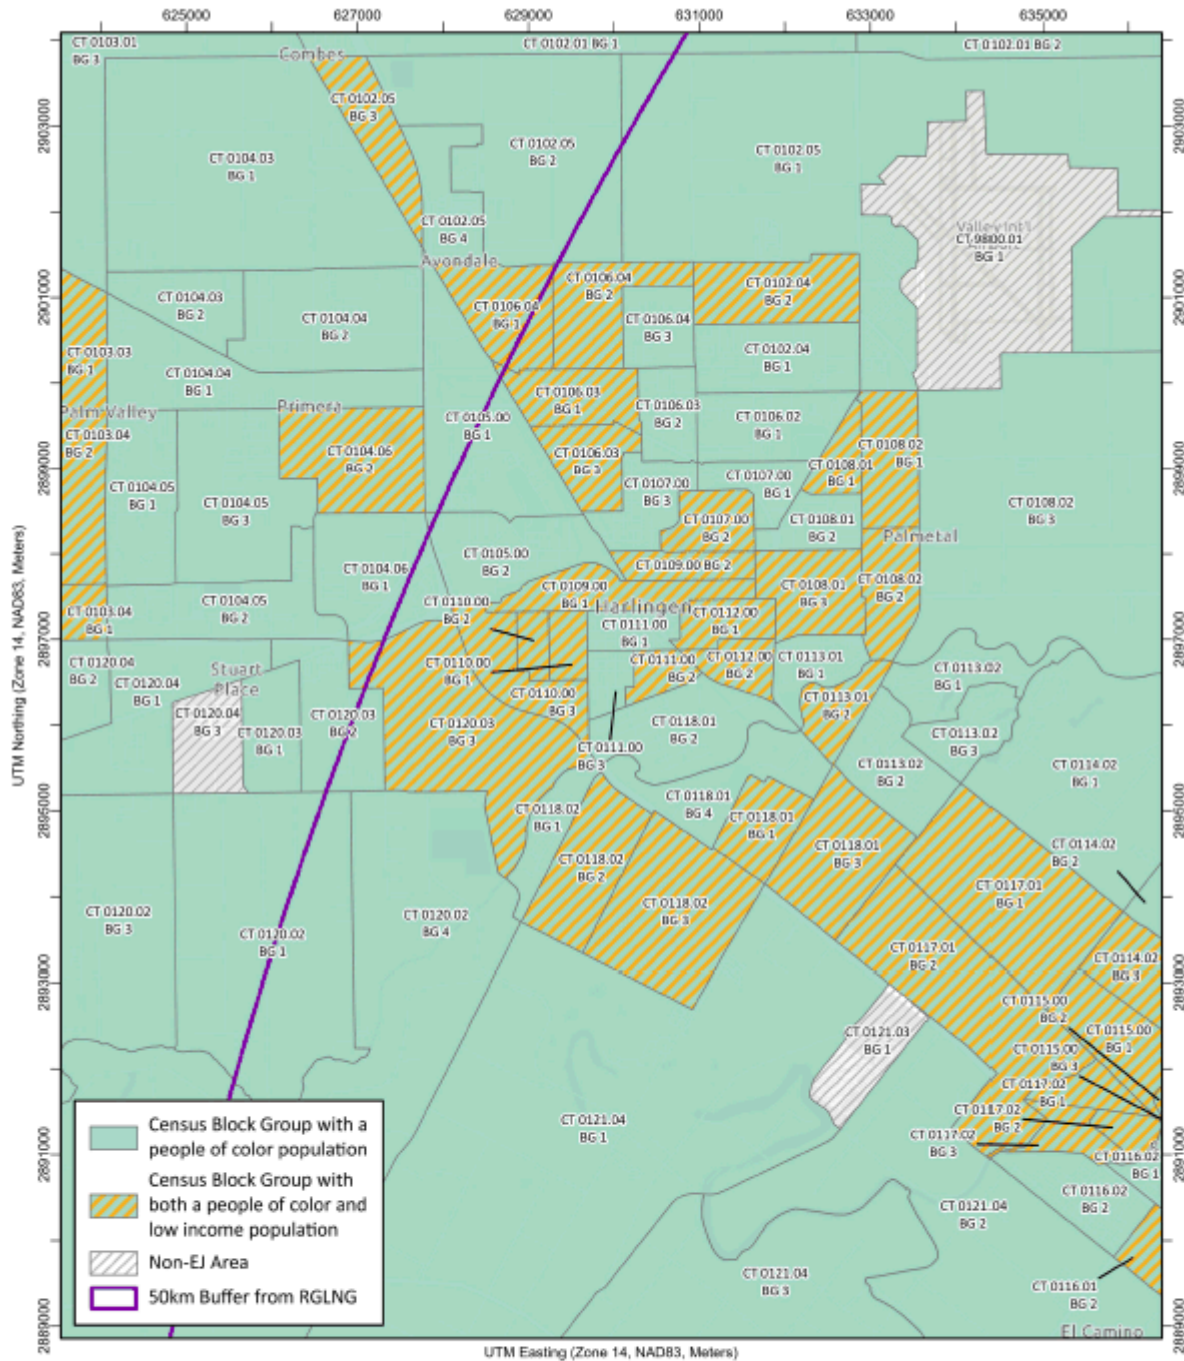 625000
627000
629000
631000
633000
635000
CT 0103.01
BG 3
Combes
CT 0102.01 BG 1
CT 0102.01 BG 2
CT 0102.05
BG 3
2903000
2903000
CT 0104.03
BG 1
CT 0102.05
BG 2
CT 0102.05
BG 1
CT 0102.05
BG 4
Valley Int'l
CT 9800.01
BG 1
Avondale
CT 0106.04
BG 2
CT 0102.04
BG 2
2901000
2901000
CT 0104.03
BG 2
CT 0104.04
BG 2
CT 0106.04
BG 1
CT 0106.04
BG 3
CT 0103.03
BG 1
CT 0104.04
BG 1
CT 0102.04
BG 1
Palm Valley
Primera
CT 0105.00
BG 1
CT 0106.03
BG 1
CT 0106.03
BG 2
CT 0106.02
BG 1
CT 0103.04
BG 2
CT 0104.06
BG 2
CT 0106.03
BG 3
CT 0108.02
BG 1
2899000
2899000
CT 0104.05
BG 1
CT 0104.05
BG 3
CT 0107.00
BG 3
CT 0107.00
BG 1
CT 0108.01
BG 1
CT 0108.02
BG 3
CT 0107.00
BG 2
CT 0108.01
BG 2
Palmetal
CT 0105.00
BG 2
CT 0104.06
BG 1
CT 0109.00 BG 2
CT 0109.00
BG 1
CT 0108.01
BG 3
CT 0108.02
BG 2
CT 0103.04
BG 1
CT 0104.05
BG 2
CT 0110.00
BG 2
Harlingen
CT 0111.00
BG 1
CT 0112.00
BG 1
2897000
2897000
CT 0120.04
BG 2
CT 0120.04
BG 1
Stuart
Place
CT 0110.00
BG 1
CT 0111.00
BG 2
CT 0112.00
BG 2
CT 0113.01
BG 1
CT 0113.02
BG 1
CT 0120.04
BG 3
CT 0120.03
BG 1
CT 0120.03
BG 2
CT 0120.03
BG 3
CT 0110.00
BG 3
CT 0111.00
BG 3
CT 0118.01
BG 2
CT 0113.01
BG 2
CT 0113.02
BG 3
CT 0113.02
BG 2
CT 0114.02
BG 1
2895000
2895000
CT 0118.02
BG 1
CT 0118.01
BG 4
CT 0118.01
BG 1
CT 0118.01
BG 3
CT 0114.02
BG 2
CT 0118.02
BG 2
CT 0117.01
BG 1
CT 0120.02
BG 3
CT 0120.02
BG 1
CT 0120.02
BG 4
CT 0118.02
BG 3
CT 0117.01
BG 2
CT 0114.02
BG 3
2893000
2893000
CT 0115.00
BG 2
CT 0115.00
BG 1
CT 0121.03
BG 1
CT 0115.00
BG 3
CT 0117.02
BG 1
CT 0117.02
BG 2
CT 0121.04
BG 1
CT 0117.02
BG 3
CT 0116.02
BG 1
2891000
2891000
CT 0116.02
BG 2
CT 0121.04
BG 2
CT 0121.04
BG 3
CT 0116.01
BG 2
El Camino
2889000
2889000
Census Block Group with a
people of color population
Census Block Group with
both a people of color and
low income population
Non-EJ Area
50km Buffer from RGLNG
UTM Northing (Zone 14, NAD83, Meters)
UTM Easting (Zone 14, NAD83, Meters)